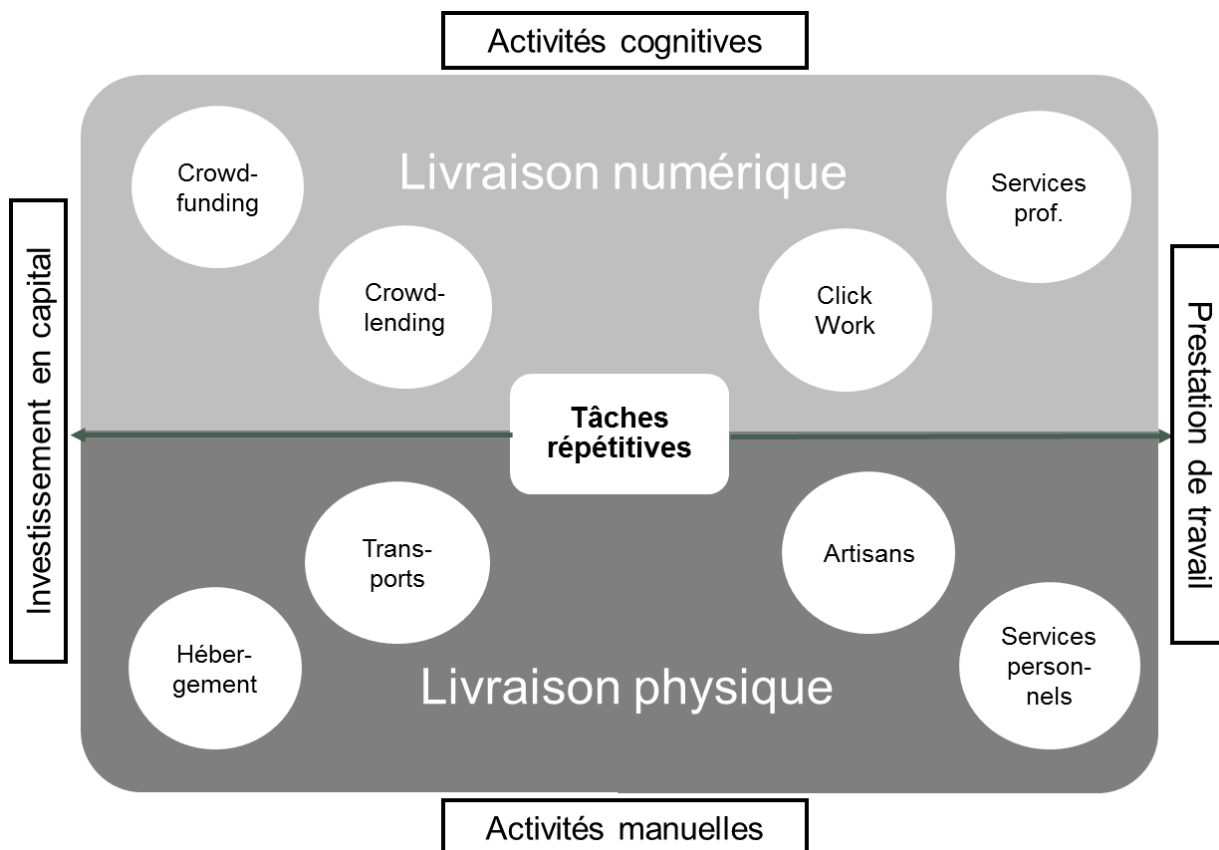 Activités cognitives
Livraison numérique
Crowd-
funding
Services
prof.
Crowd-
lending
Click
Work
Investissement en capital
Tâches
répétitives
Prestation de travail
Trans-
ports
Artisans
Héber-
gement
Services
person-
nels
Livraison physique
Activités manuelles